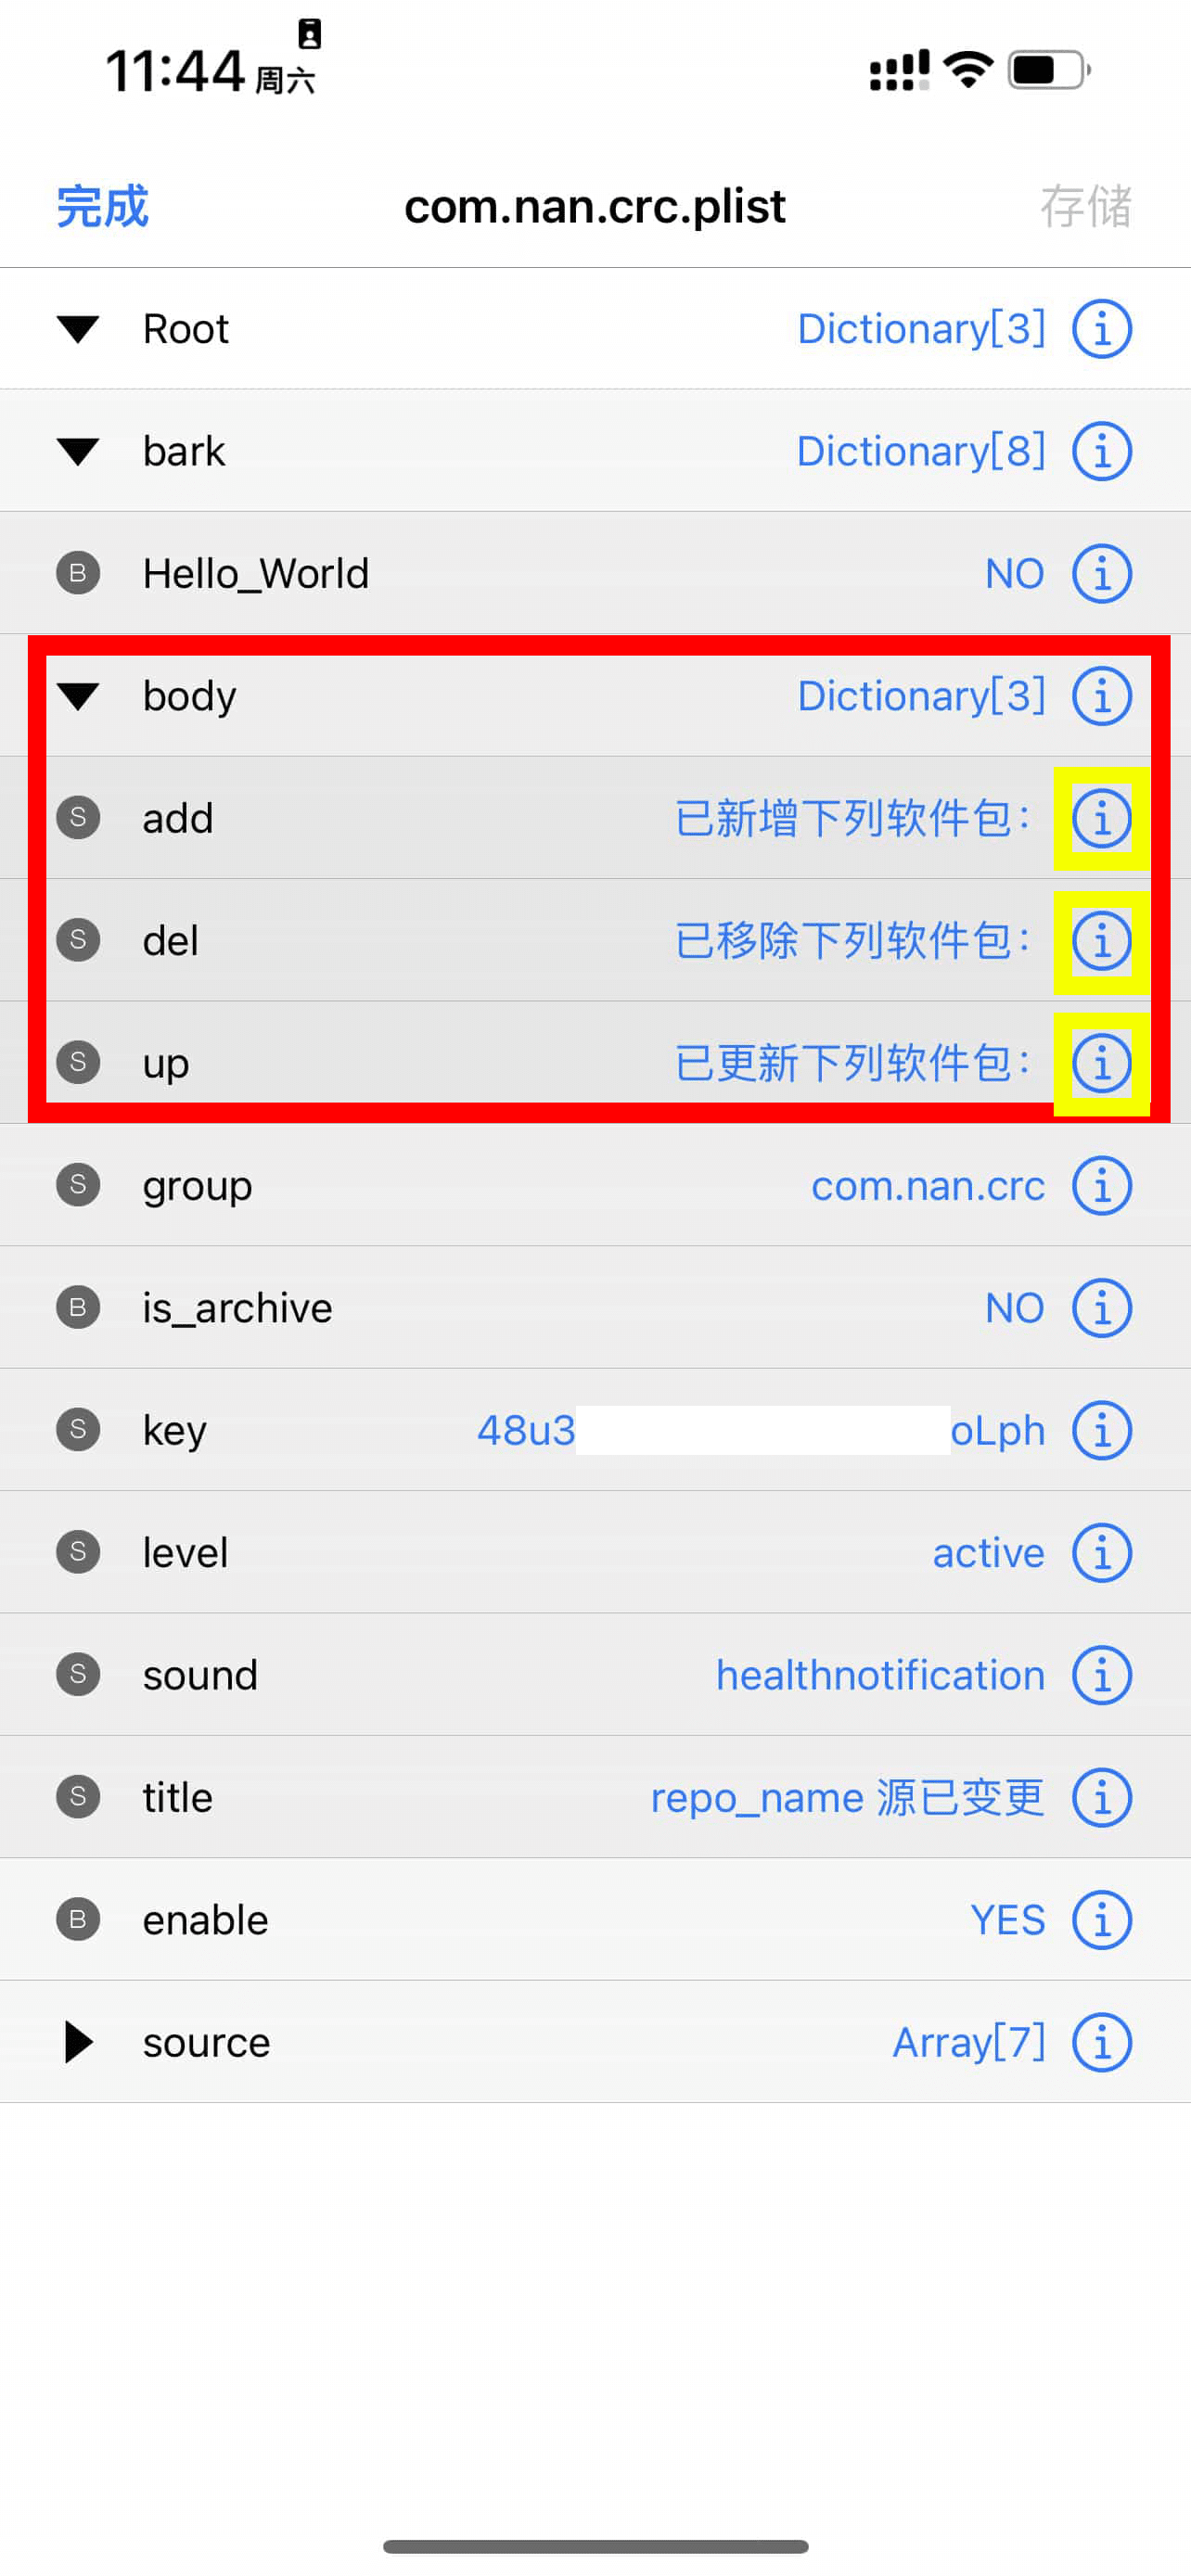 11:44 周六
完成 com.nan.crc.plist 存储
Root Dictionary[3]
bark Dictionary[8]
B Hello_World NO
body Dictionary[3]
S add 已新增下列软件包：
S del 已移除下列软件包：
S up 已更新下列软件包：
S group com.nan.crc
B is_archive NO
S key 48u3 oLph
S level active
S sound healthnotification
S title repo_name 源已变更
B enable YES
source Array[7]